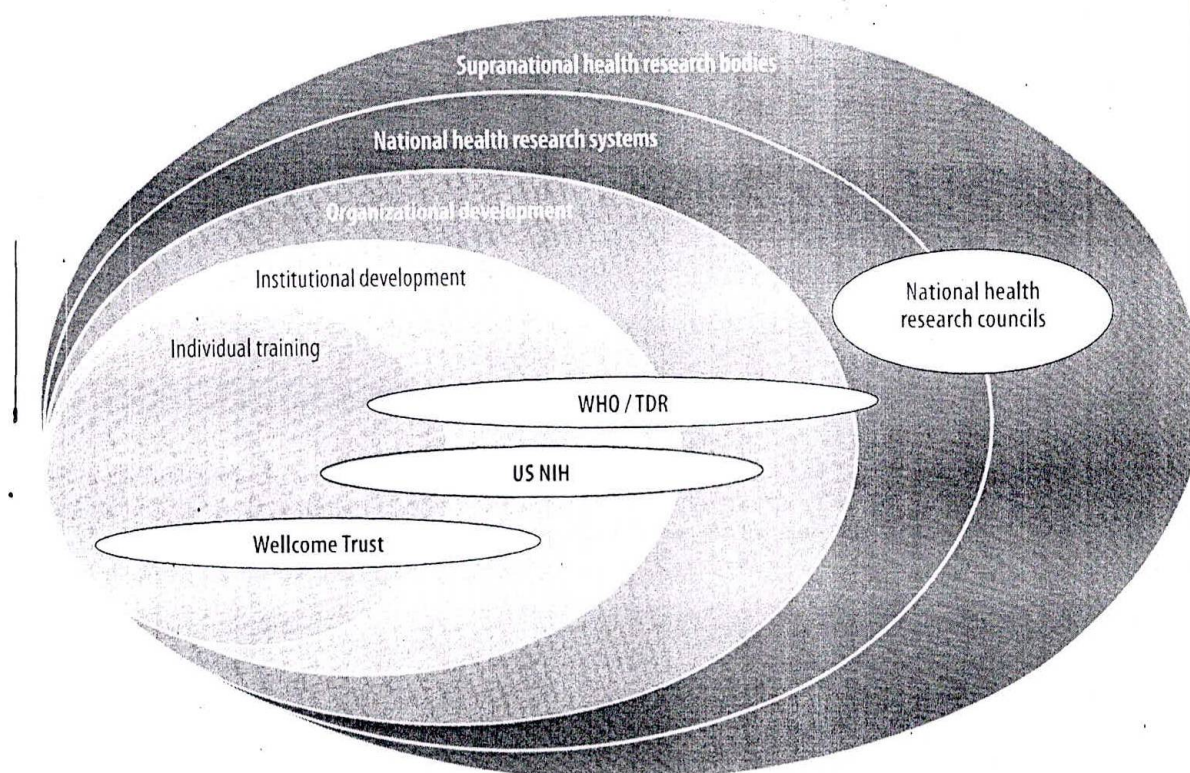 Supranational health research bodies
National health research systems
Organizational development
Institutional development
Individual training
National health
research councils
WHO / TDR
US NIH
Wellcome Trust